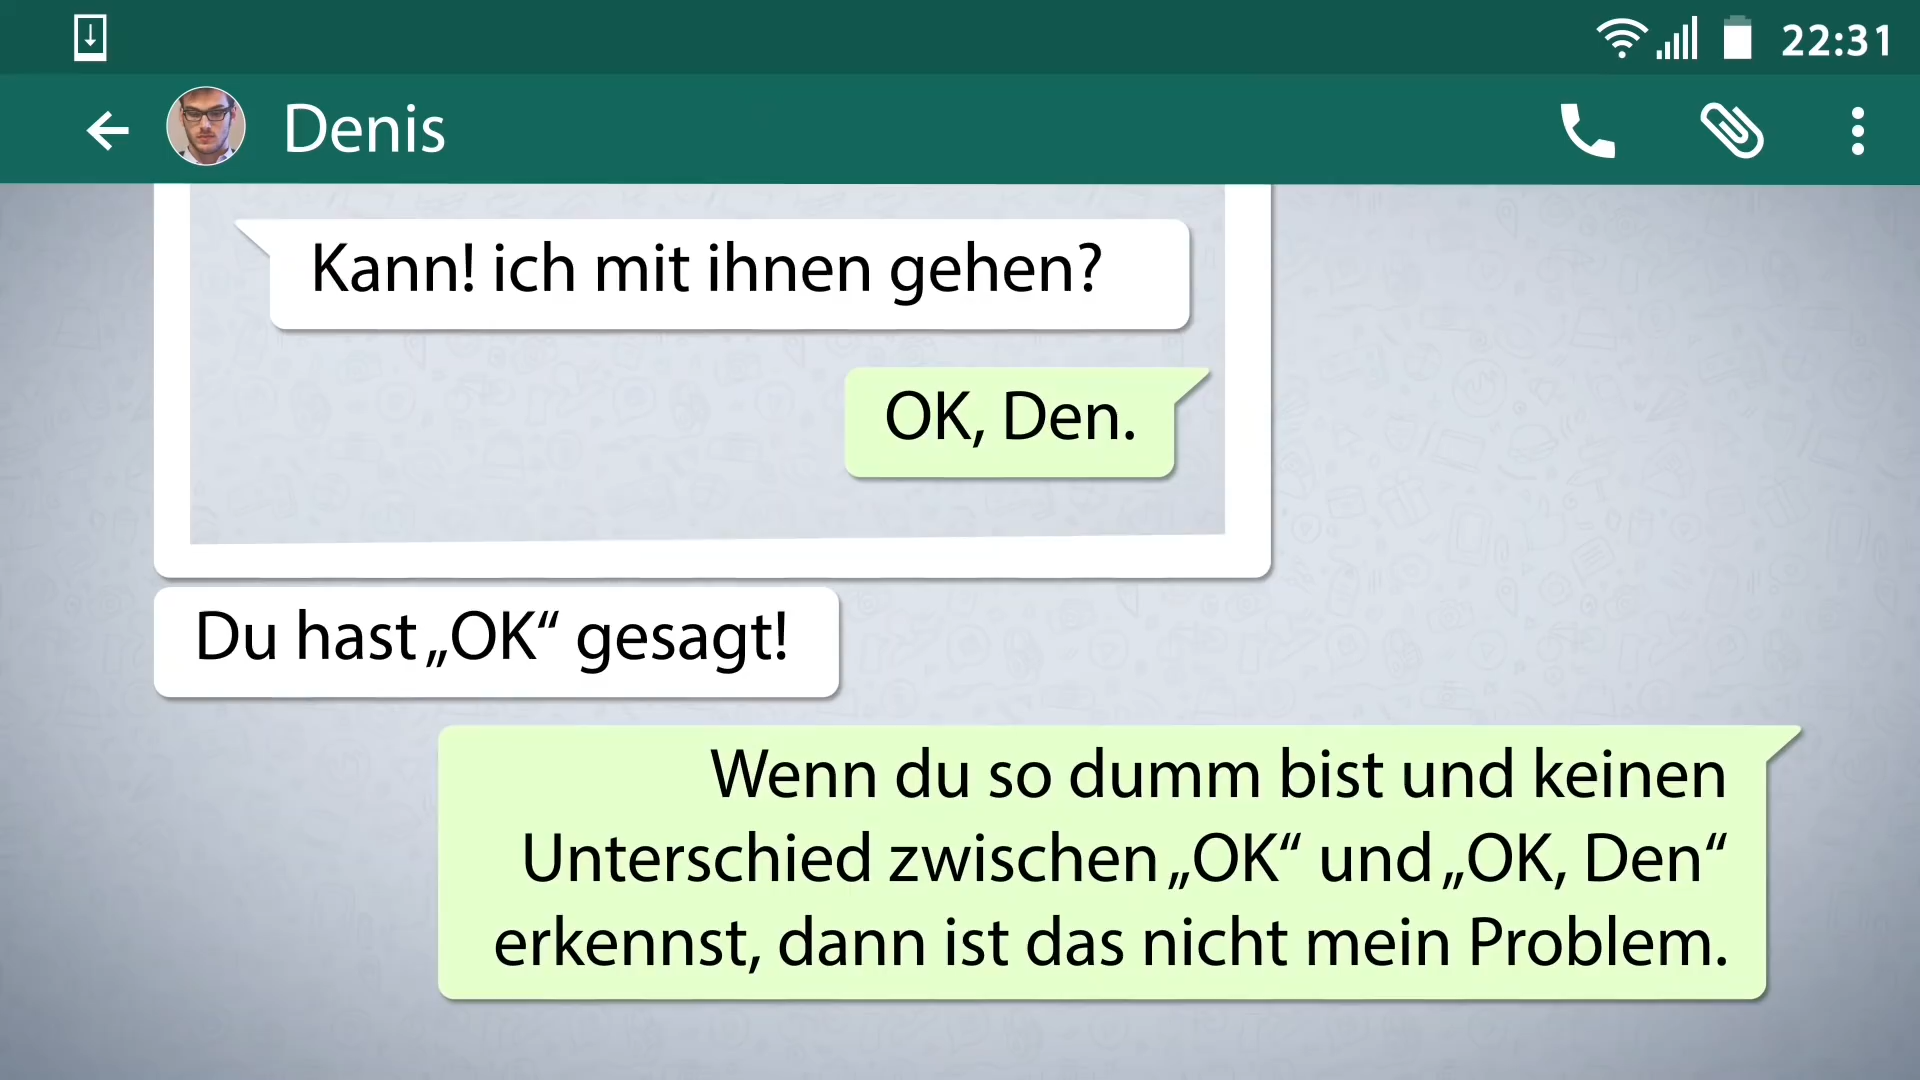 22:31
Denis
Kann! ich mit ihnen gehen?
OK, Den.
Du hast „OK“ gesagt!
Wenn du so dumm bist und keinen
Unterschied zwischen „OK“ und „OK, Den“
erkennst, dann ist das nicht mein Problem.